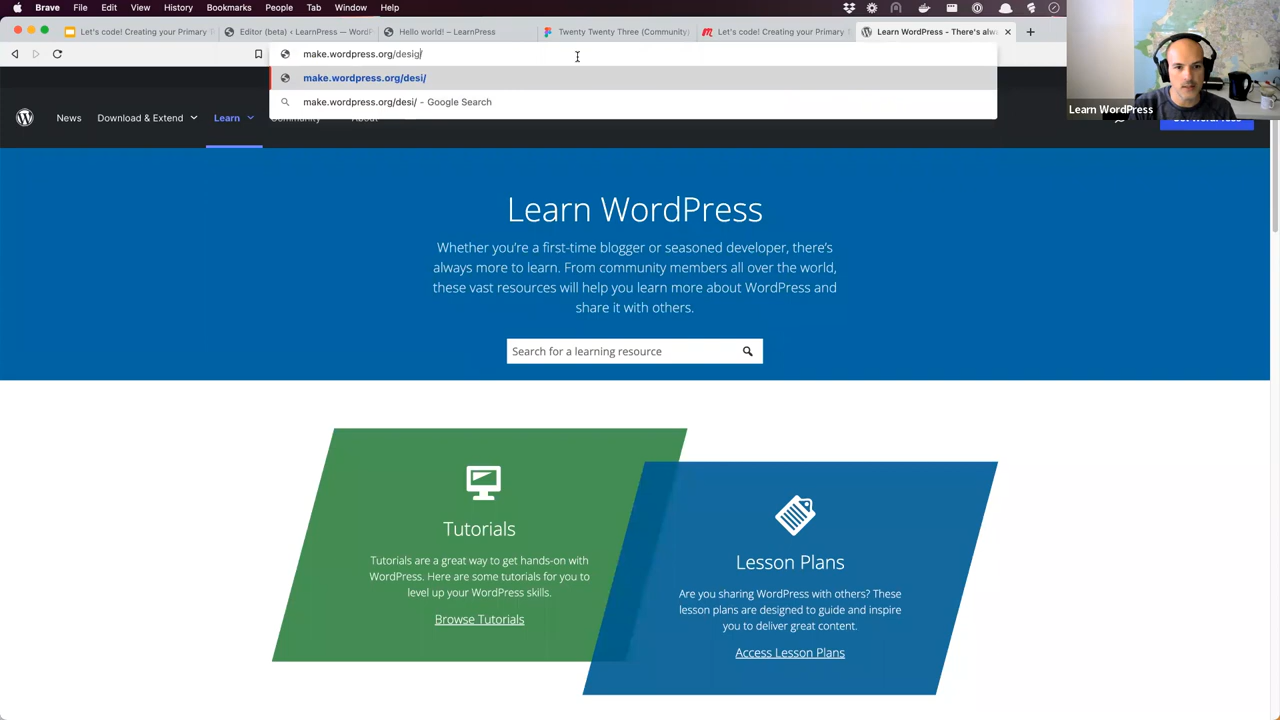 Brave File Edit View History Bookmarks People Tab Window Help
Let's code! Creating your Primary
Editor (beta) ‹ LearnPress — WordP
Hello world! – LearnPress
Twenty Twenty Three (Community)
Let's code! Creating your Primary
Learn WordPress - There's alw
make.wordpress.org/desig
make.wordpress.org/desi/
make.wordpress.org/desi/ - Google Search
News Download & Extend Learn
Learn WordPress
Learn WordPress
Whether you're a first-time blogger or seasoned developer, there's
always more to learn. From community members all over the world,
these vast resources will help you learn more about WordPress and
share it with others.
Search for a learning resource
Tutorials
Tutorials are a great way to get hands-on with
WordPress. Here are some tutorials for you to
level up your WordPress skills.
Browse Tutorials
Lesson Plans
Are you sharing WordPress with others? These
lesson plans are designed to guide and inspire
you to deliver great content.
Access Lesson Plans